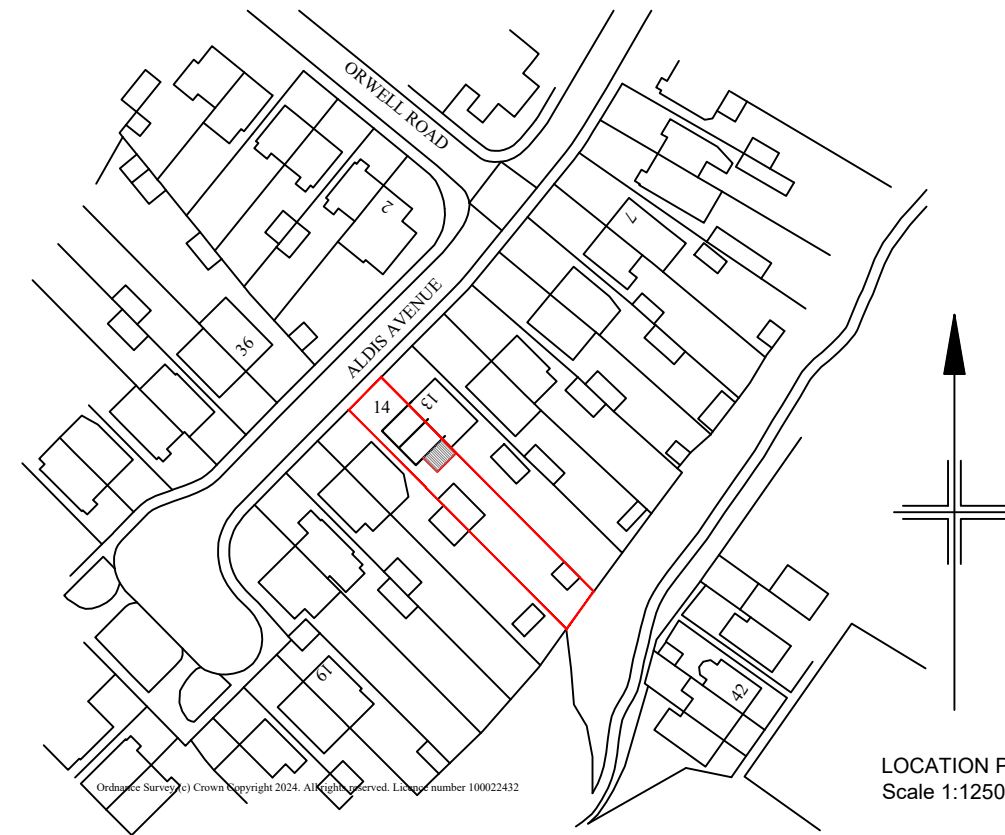 ORWELL ROAD
2
7
36
ALDIS AVENUE
14
13
19
42
LOCATION P
Scale 1:1250
Ordnance Survey (c) Crown Copyright 2024. All rights reserved. Licence number 100022432